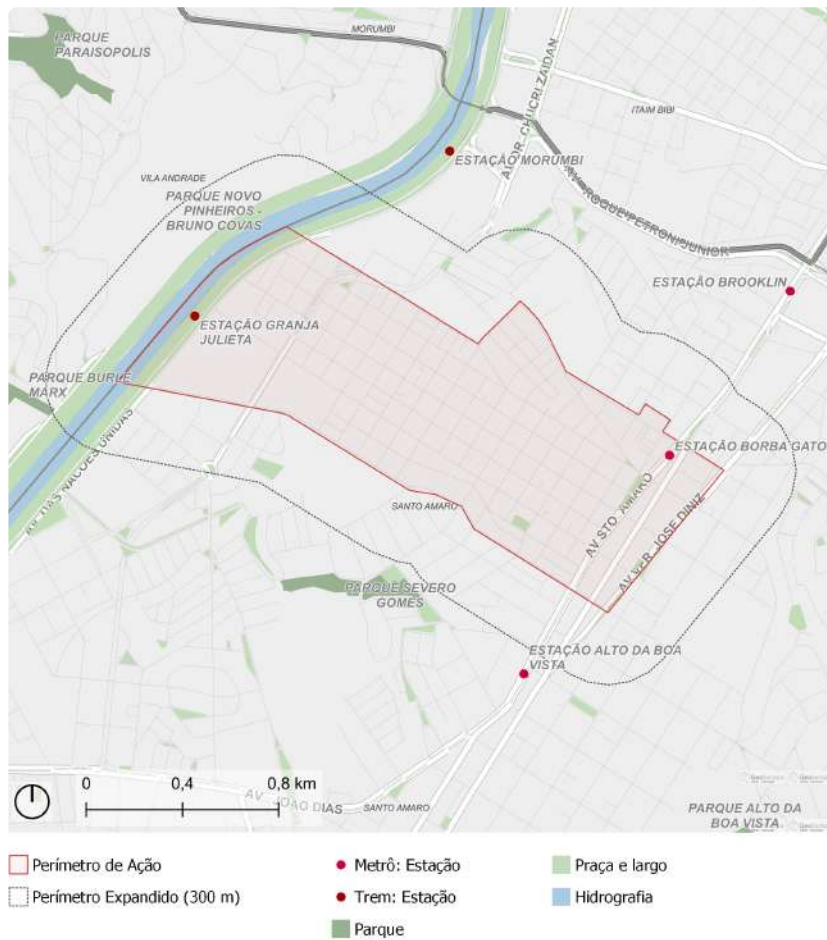 PARQUE
PARAISOPOLIS
MORUMBI
ITAIM BIBI
AV DR. CHUCRI ZAIDAN
ESTAÇÃO MORUMBI
VILA ANDRADE
PARQUE NOVO
PINHEIROS -
BRUNO COVAS
AV. ROQUE PETRONI JUNIOR
ESTAÇÃO BROOKLIN
ESTAÇÃO GRANJA
JULIETA
PARQUE BURLE
MARX
AV. DAS NACOES UNIDAS
ESTAÇÃO BORBA GATO
SANTO AMARO
AV STO. AMARO
AV VER. JOSE DINIZ
PARQUE SEVERO
GOMES
ESTAÇÃO ALTO DA BOA
VISTA
0 0,4 0,8 km
AV. JOAO DIAS
SANTO AMARO
PARQUE ALTO DA
BOA VISTA
Perímetro de Ação
Metrô: Estação
Praça e largo
Perímetro Expandido (300 m)
Trem: Estação
Hidrografia
Parque